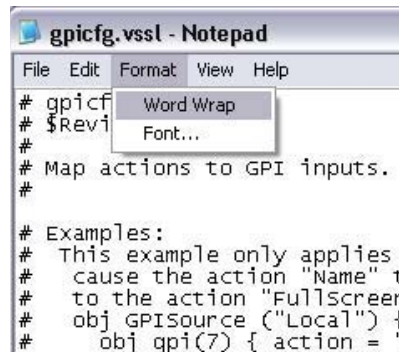 gpicfg.vssl - Notepad
File Edit Format View Help
Word Wrap
Font...
# gpicf
# $Revi
#
# Map actions to GPI inputs.
#
# Examples:
# This example only applies
# cause the action "Name" t
# to the action "FullScreen
# obj GPISource ("Local") {
# obj gpi(7) { action = "